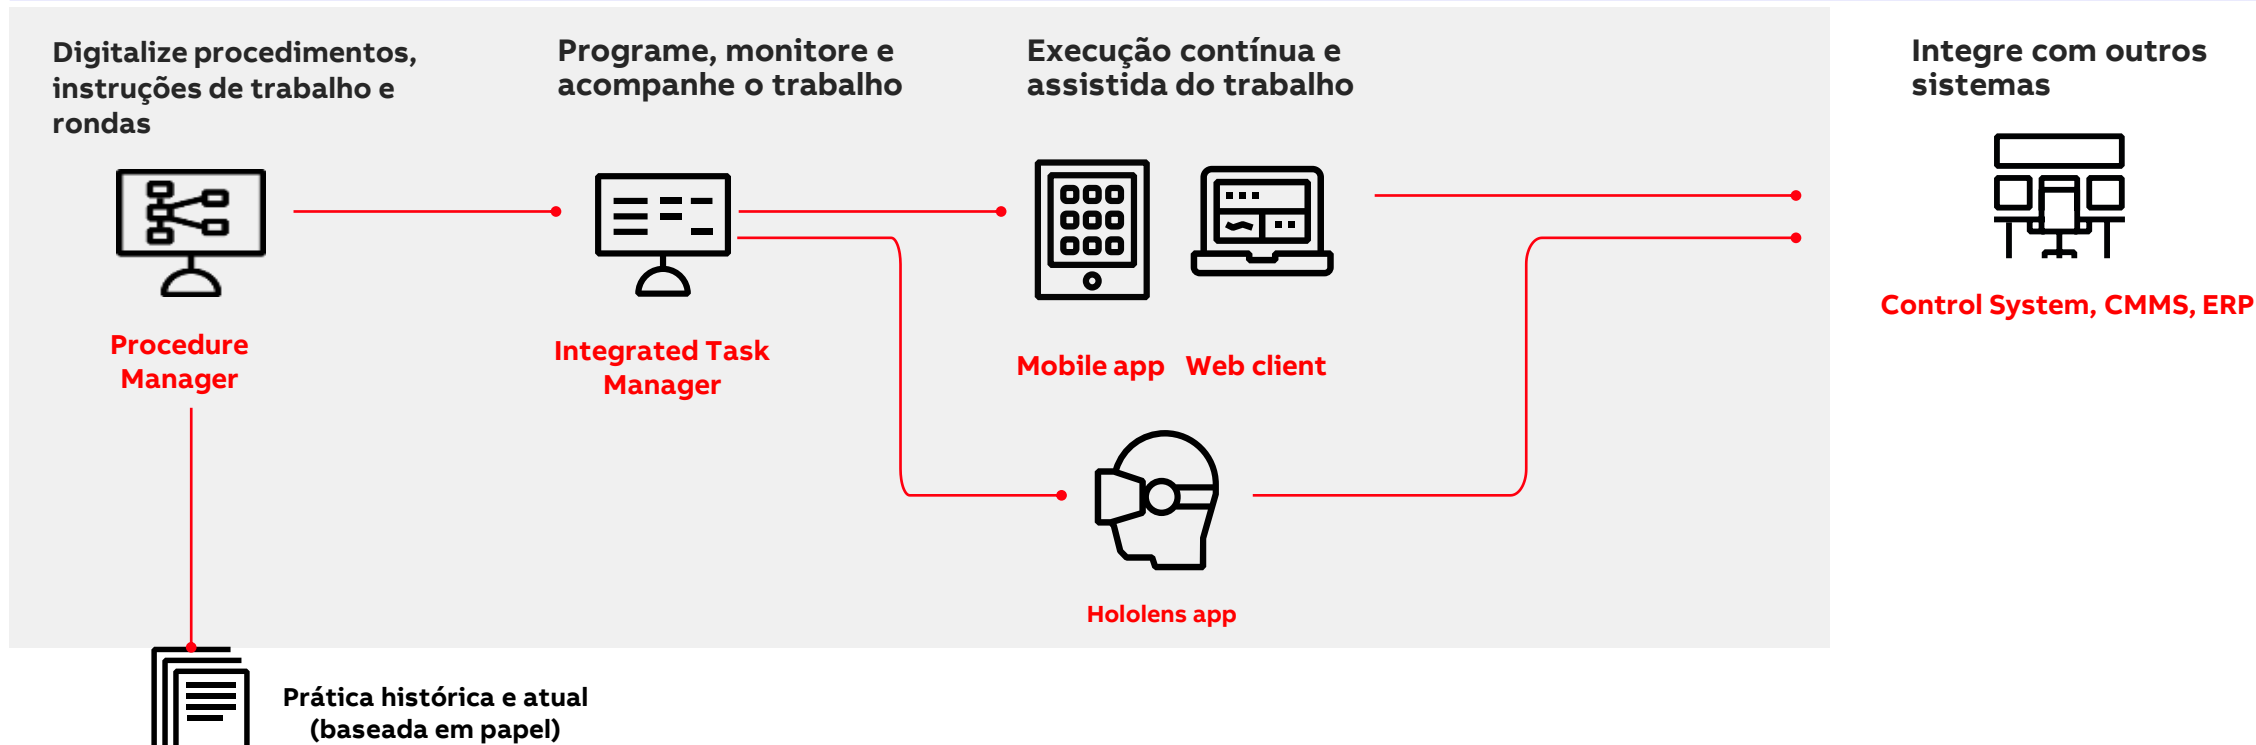 Digitalize procedimentos,
instruções de trabalho e
rondas
Programe, monitore e
acompanhe o trabalho
Execução contínua e
assistida do trabalho
Integre com outros
sistemas
Procedure
Manager
Integrated Task
Manager
Mobile app
Web client
Control System, CMMS, ERP
Hololens app
Prática histórica e atual
(baseada em papel)